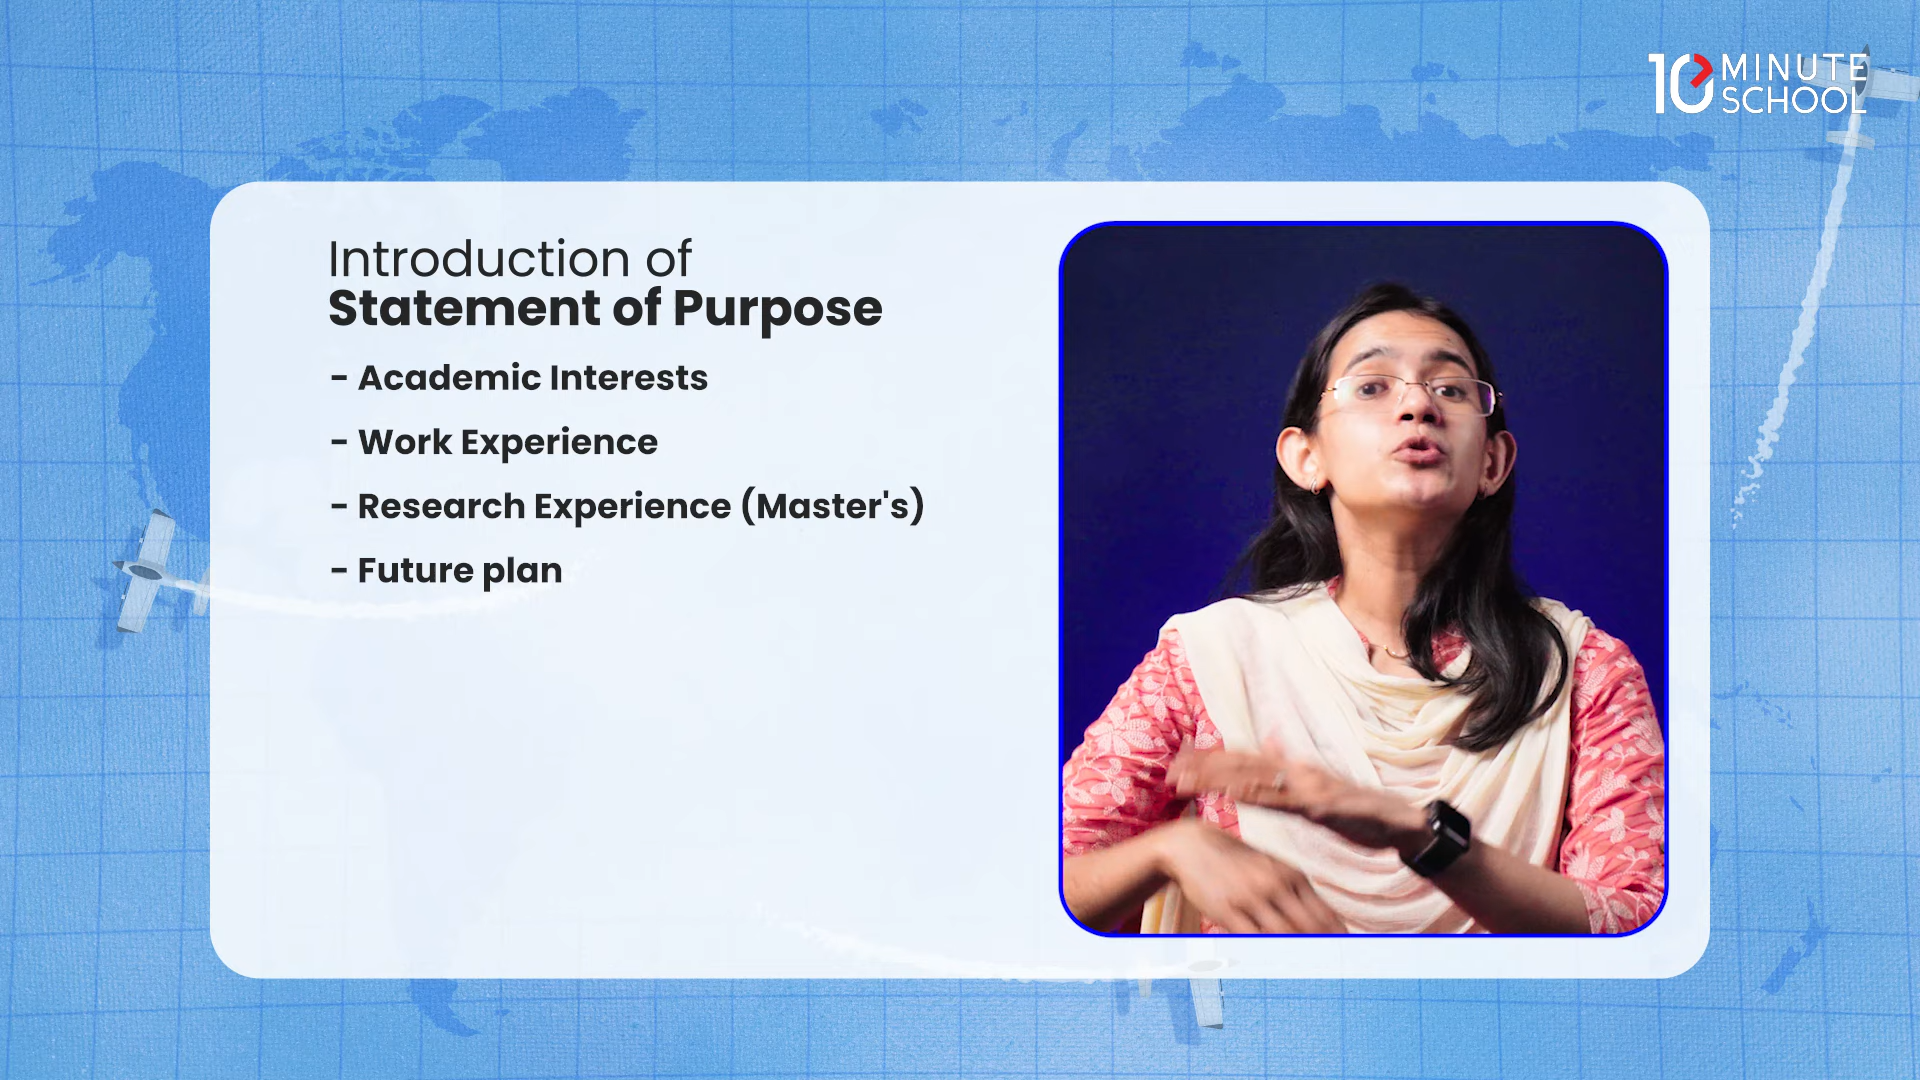 10 MINUTE
SCHOOL
Introduction of
Statement of Purpose
- Academic Interests
- Work Experience
- Research Experience (Master's)
- Future plan